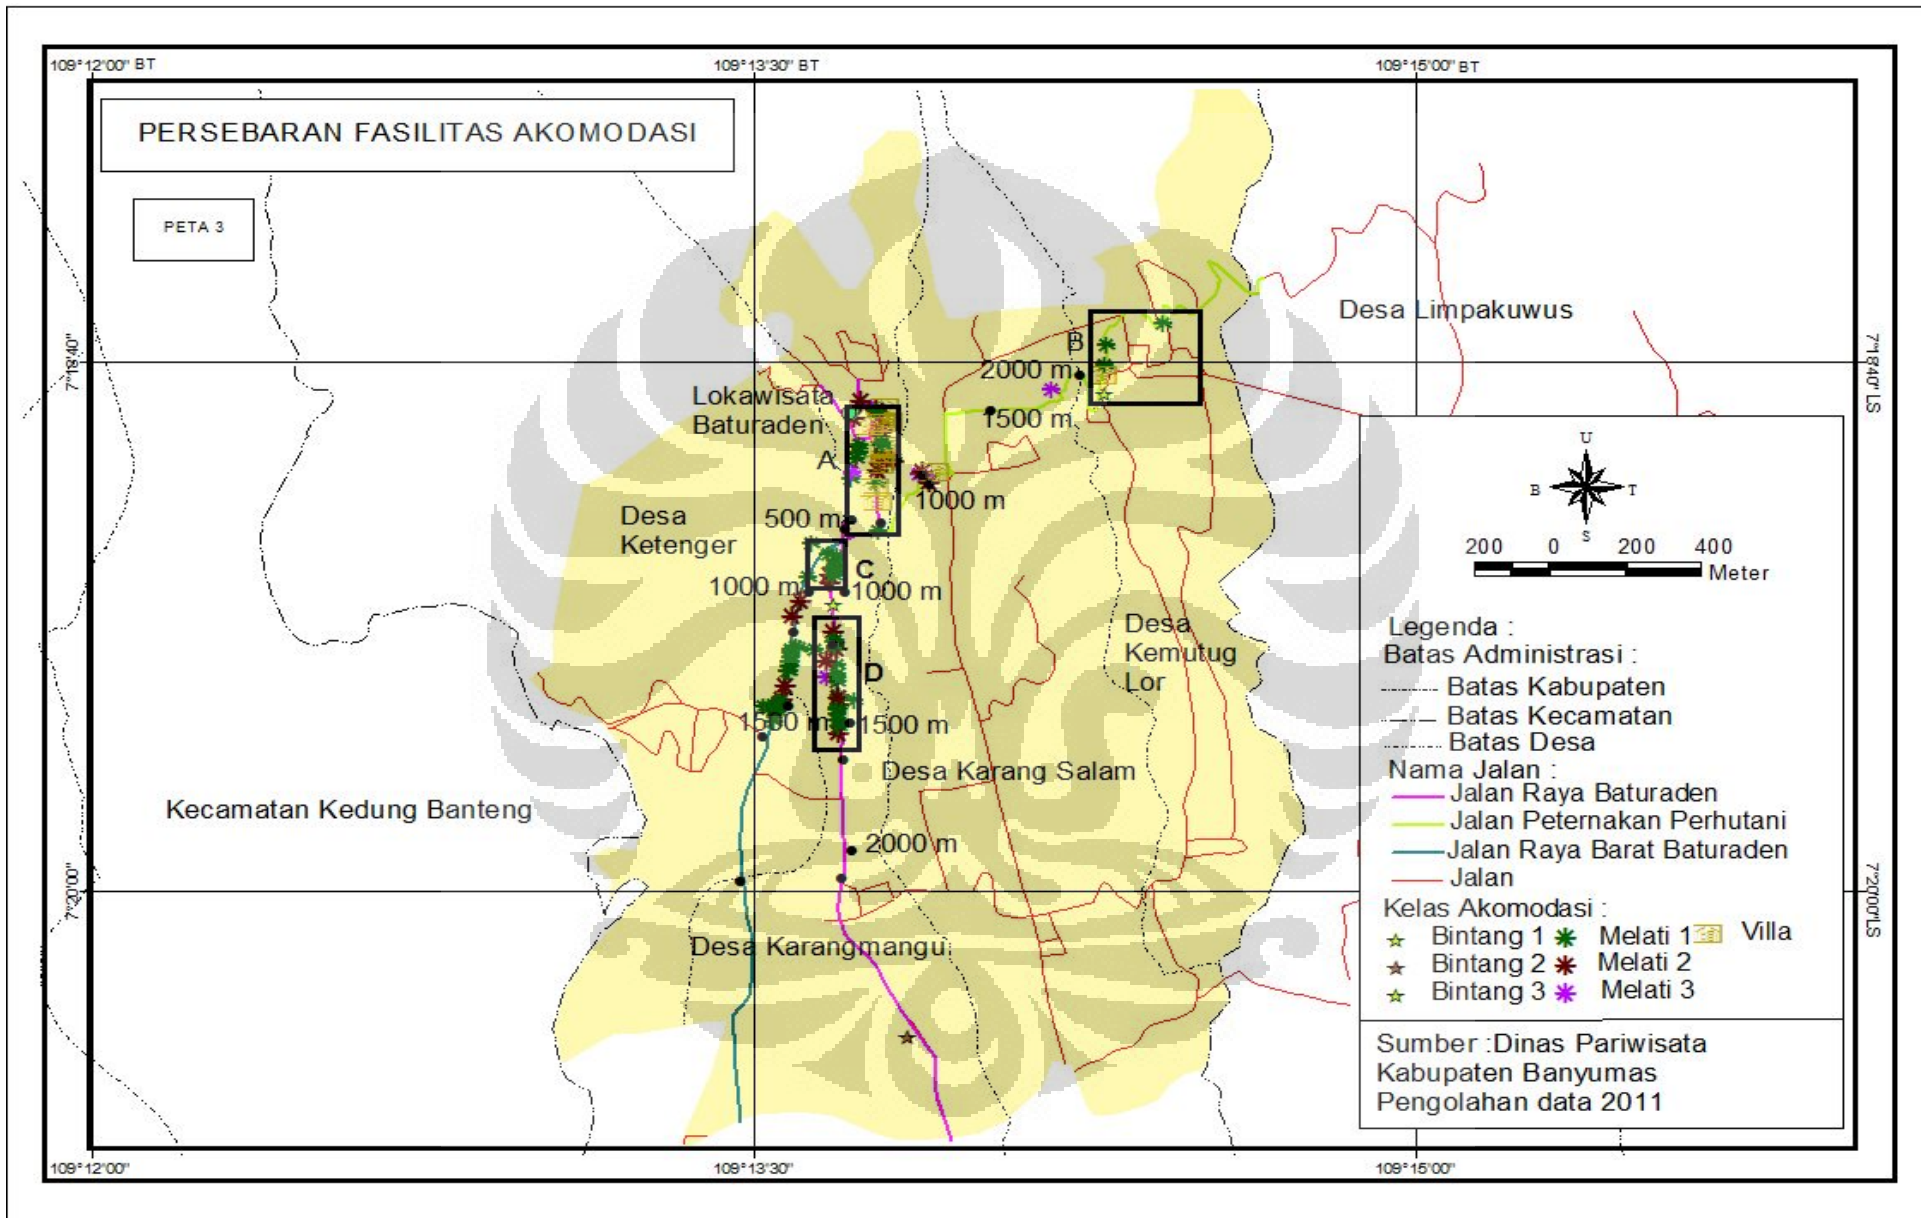 109°12'00" BT
109°13'30" BT
109°15'00" BT
PERSEBARAN FASILITAS AKOMODASI
PETA 3
Desa Limpakuwus
7°18'40"
7°18'40" LS
B
2000 m
1500 m
Lokawisata
Baturaden
A
1000 m
500 m
Desa
Ketenger
C
1000 m
1000 m
Desa
Kemutug
Lor
D
1500 m
1500 m
Desa Karang Salam
Kecamatan Kedung Banteng
2000 m
7°20'00"
7°20'00"LS
Desa Karangmangu
U
B
T
S
200 0 200 400
Meter
Legenda :
Batas Administrasi :
Batas Kabupaten
Batas Kecamatan
Batas Desa
Nama Jalan :
Jalan Raya Baturaden
Jalan Peternakan Perhutani
Jalan Raya Barat Baturaden
Jalan
Kelas Akomodasi :
Bintang 1 Melati 1 Villa
Bintang 2 Melati 2
Bintang 3 Melati 3
Sumber :Dinas Pariwisata
Kabupaten Banyumas
Pengolahan data 2011
109°12'00"
109°13'30"
109°15'00"